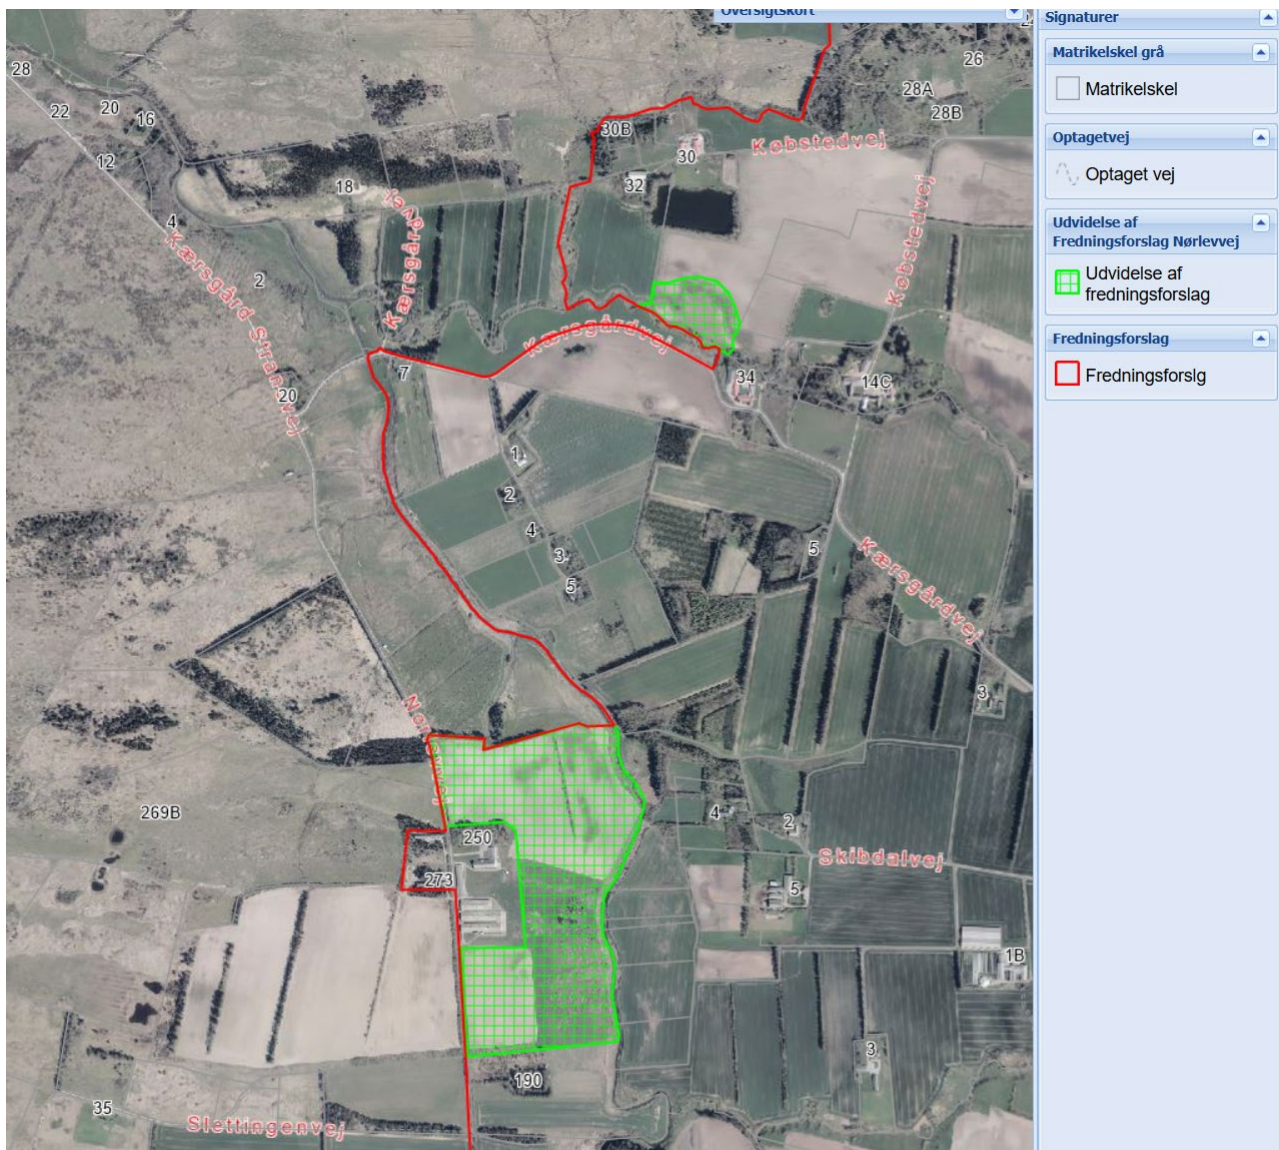 Oversigtskort
Signaturer
Matrikelskel grå
Matrikelskel
Optagetvej
Optaget vej
Udvidelse af
Fredningsforslag Nørlevvej
Udvidelse af
fredningsforslag
Fredningsforslag
Fredningsforslg
28
22
20
16
12
4
2
18
30B
30
32
26
28A
28B
Købstedvej
Købstedvej
Kærsgårdvej
Kærsgård Strandvej
Kærsgårdvej
20
7
34
14C
1
2
4
3
5
5
Kærsgårdvej
3
Nørlevvej
269B
250
273
4
2
Skibdalvej
5
1B
3
190
35
Slettingenvej